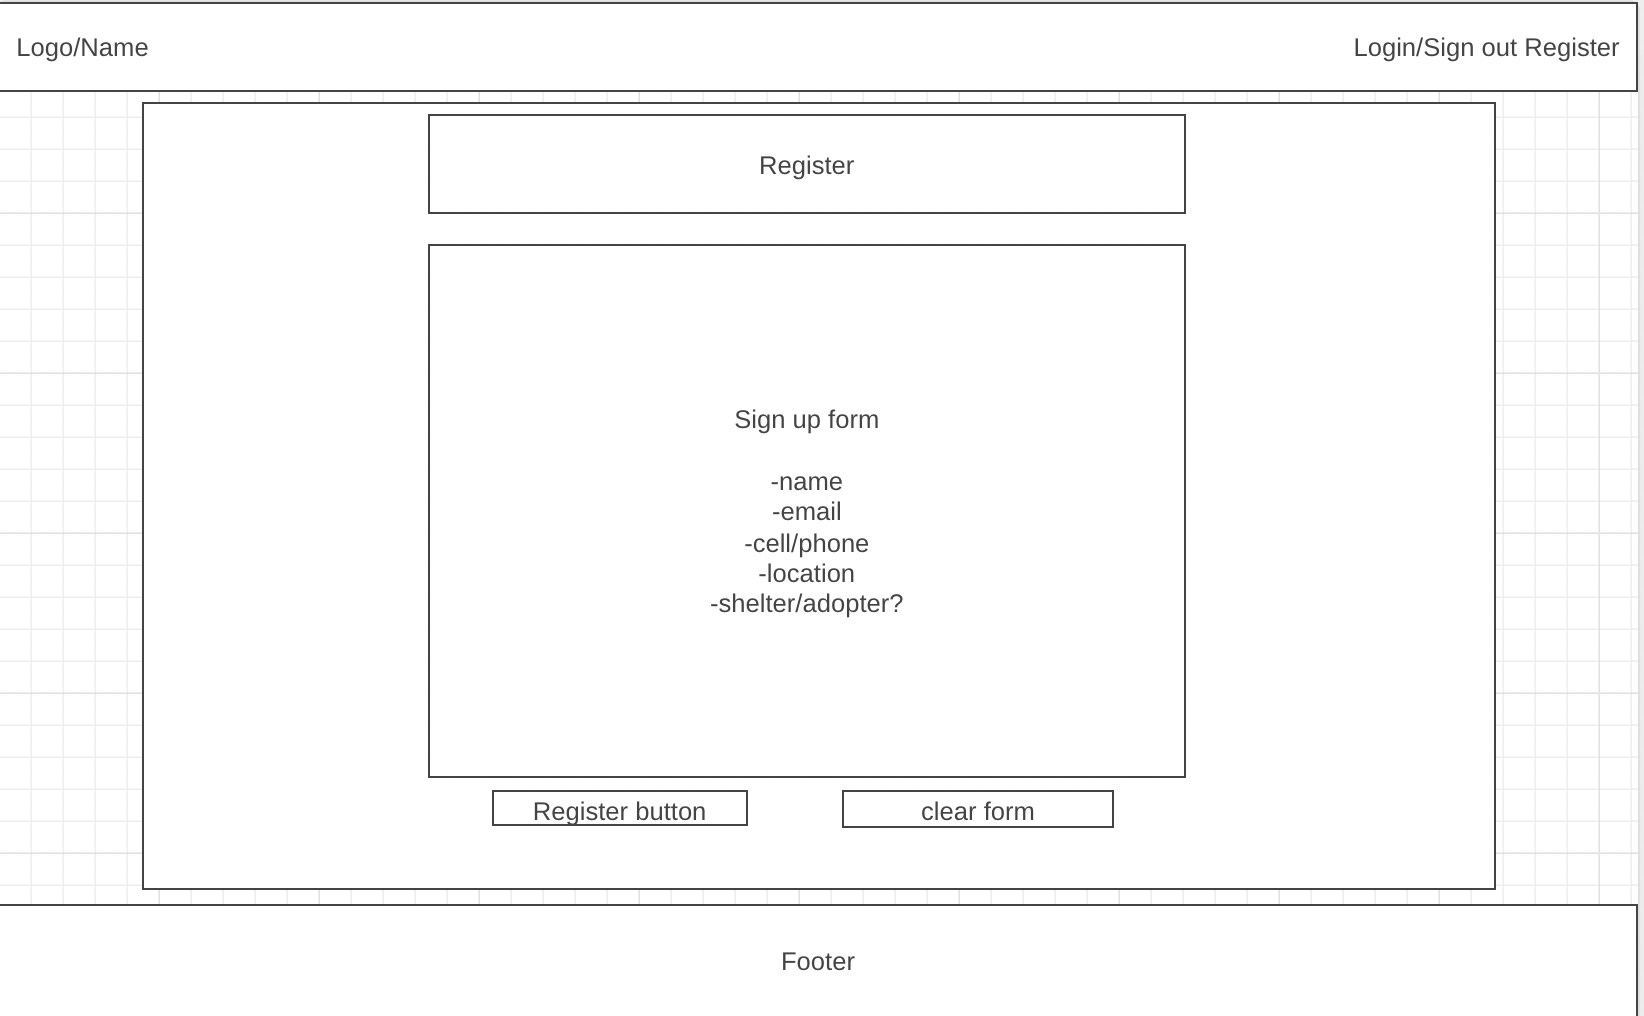 Logo/Name
Login/Sign out Register
Register
Sign up form
-name
-email
-cell/phone
-location
-shelter/adopter?
Register button
clear form
Footer